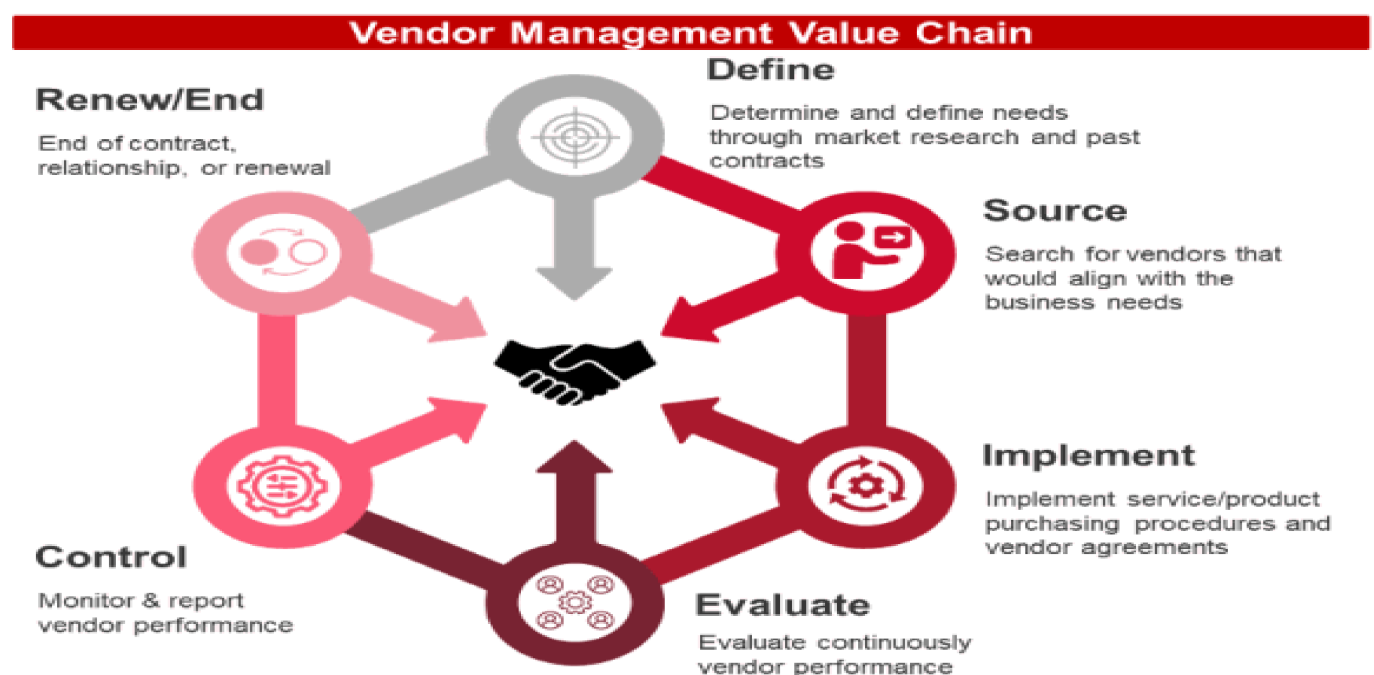 Vendor Management Value Chain
Define
Determine and define needs
through market research and past
contracts
Source
Search for vendors that
would align with the
business needs
Implement
Implement service/product
purchasing procedures and
vendor agreements
Evaluate
Evaluate continuously
vendor performance
Control
Monitor & report
vendor performance
Renew/End
End of contract,
relationship, or renewal